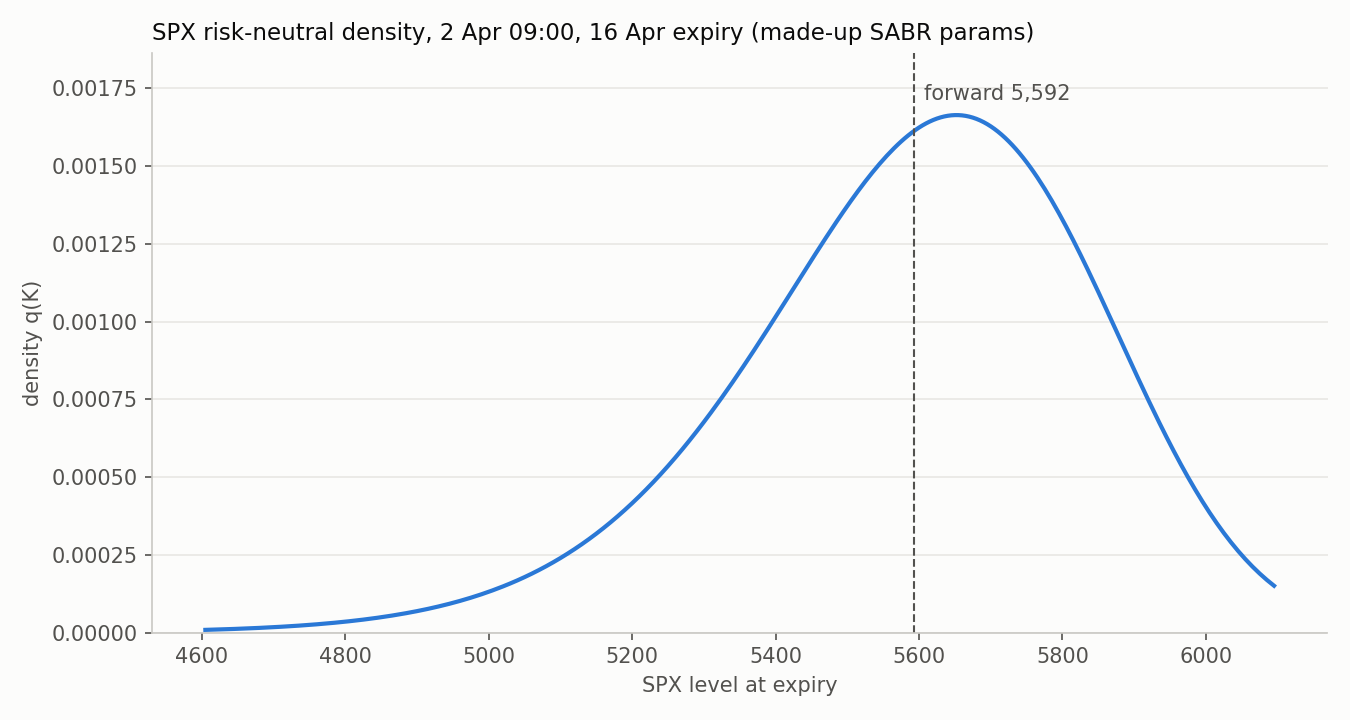 SPX risk-neutral density, 2 Apr 09:00, 16 Apr expiry (made-up SABR params)
forward 5,592
density q(K)
0.00175
0.00150
0.00125
0.00100
0.00075
0.00050
0.00025
0.00000
4600 4800 5000 5200 5400 5600 5800 6000
SPX level at expiry